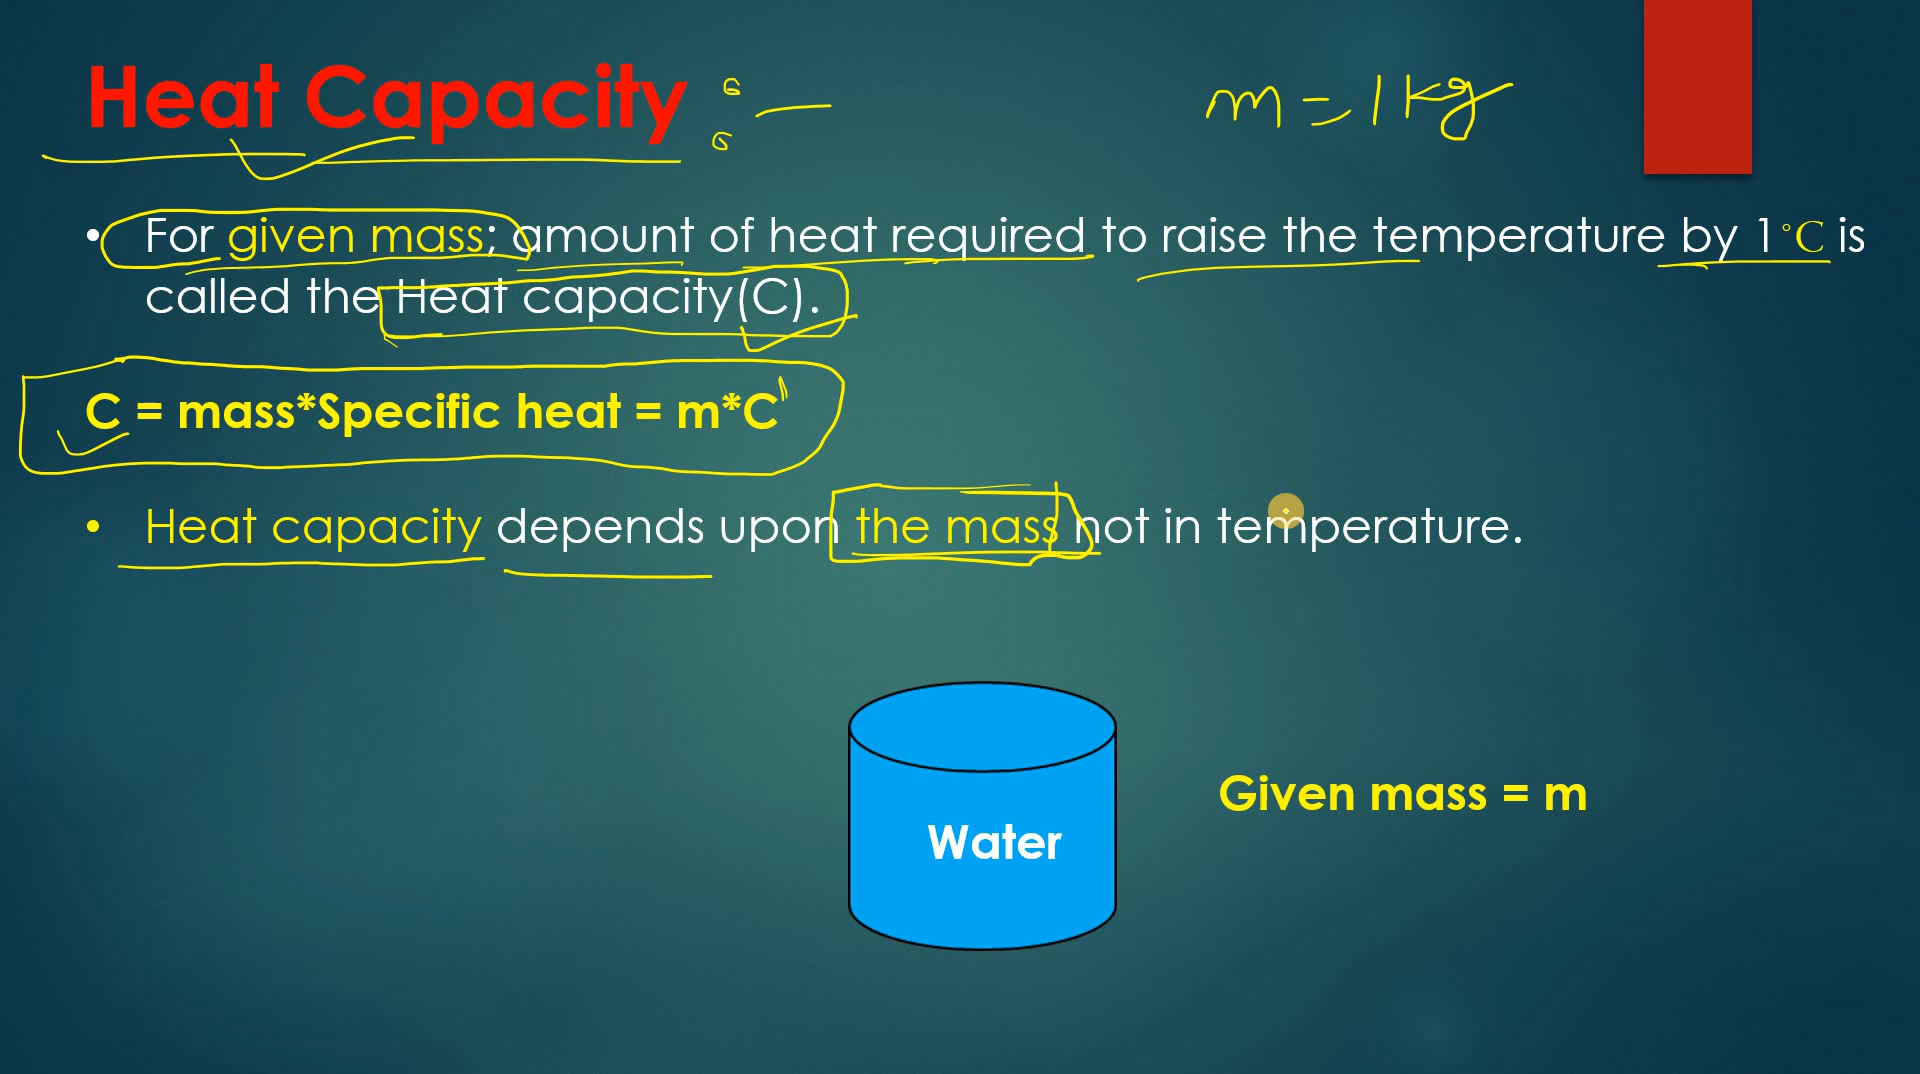 Heat Capacity
m = 1 kg
• For given mass; amount of heat required to raise the temperature by 1°C is
called the Heat capacity(C).
C = mass*Specific heat = m*C'
• Heat capacity depends upon the mass not in temperature.
Water
Given mass = m